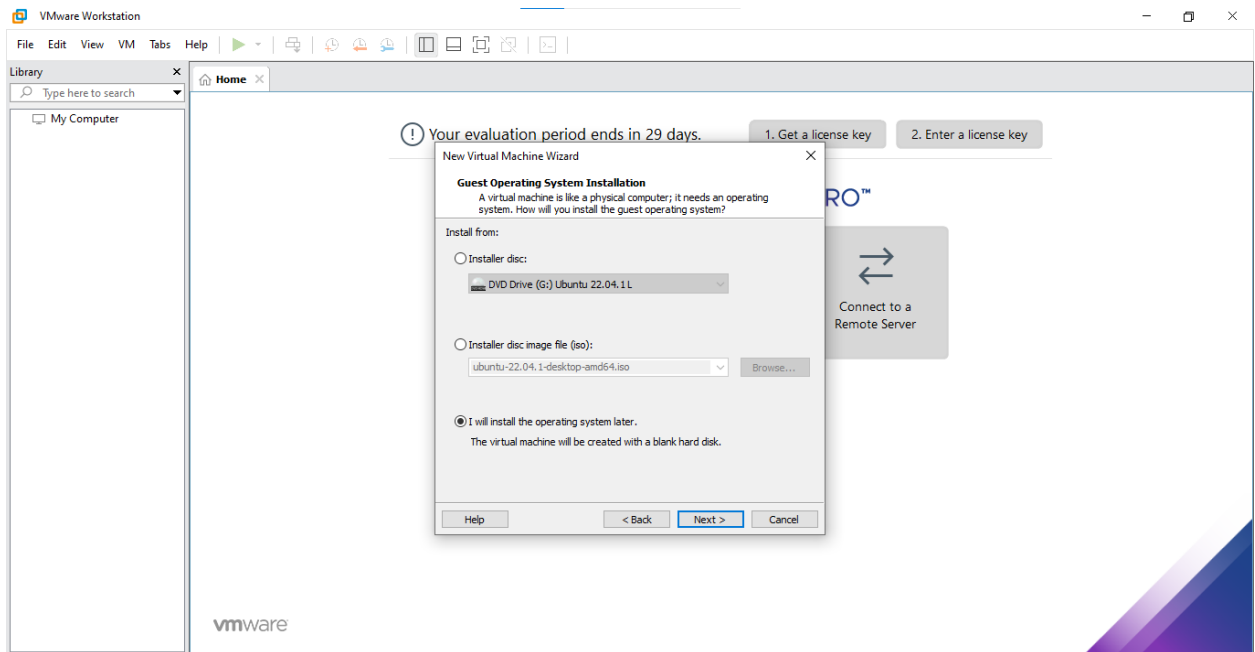 VMware Workstation
File Edit View VM Tabs Help
Library
Type here to search
My Computer
Home
Your evaluation period ends in 29 days.
1. Get a license key
2. Enter a license key
RO™
Connect to a
Remote Server
New Virtual Machine Wizard
Guest Operating System Installation
A virtual machine is like a physical computer; it needs an operating
system. How will you install the guest operating system?
Install from:
Installer disc:
DVD Drive (G:) Ubuntu 22.04.1 L
Installer disc image file (iso):
ubuntu-22.04.1-desktop-amd64.iso
Browse...
I will install the operating system later.
The virtual machine will be created with a blank hard disk.
Help
< Back
Next >
Cancel
vmware